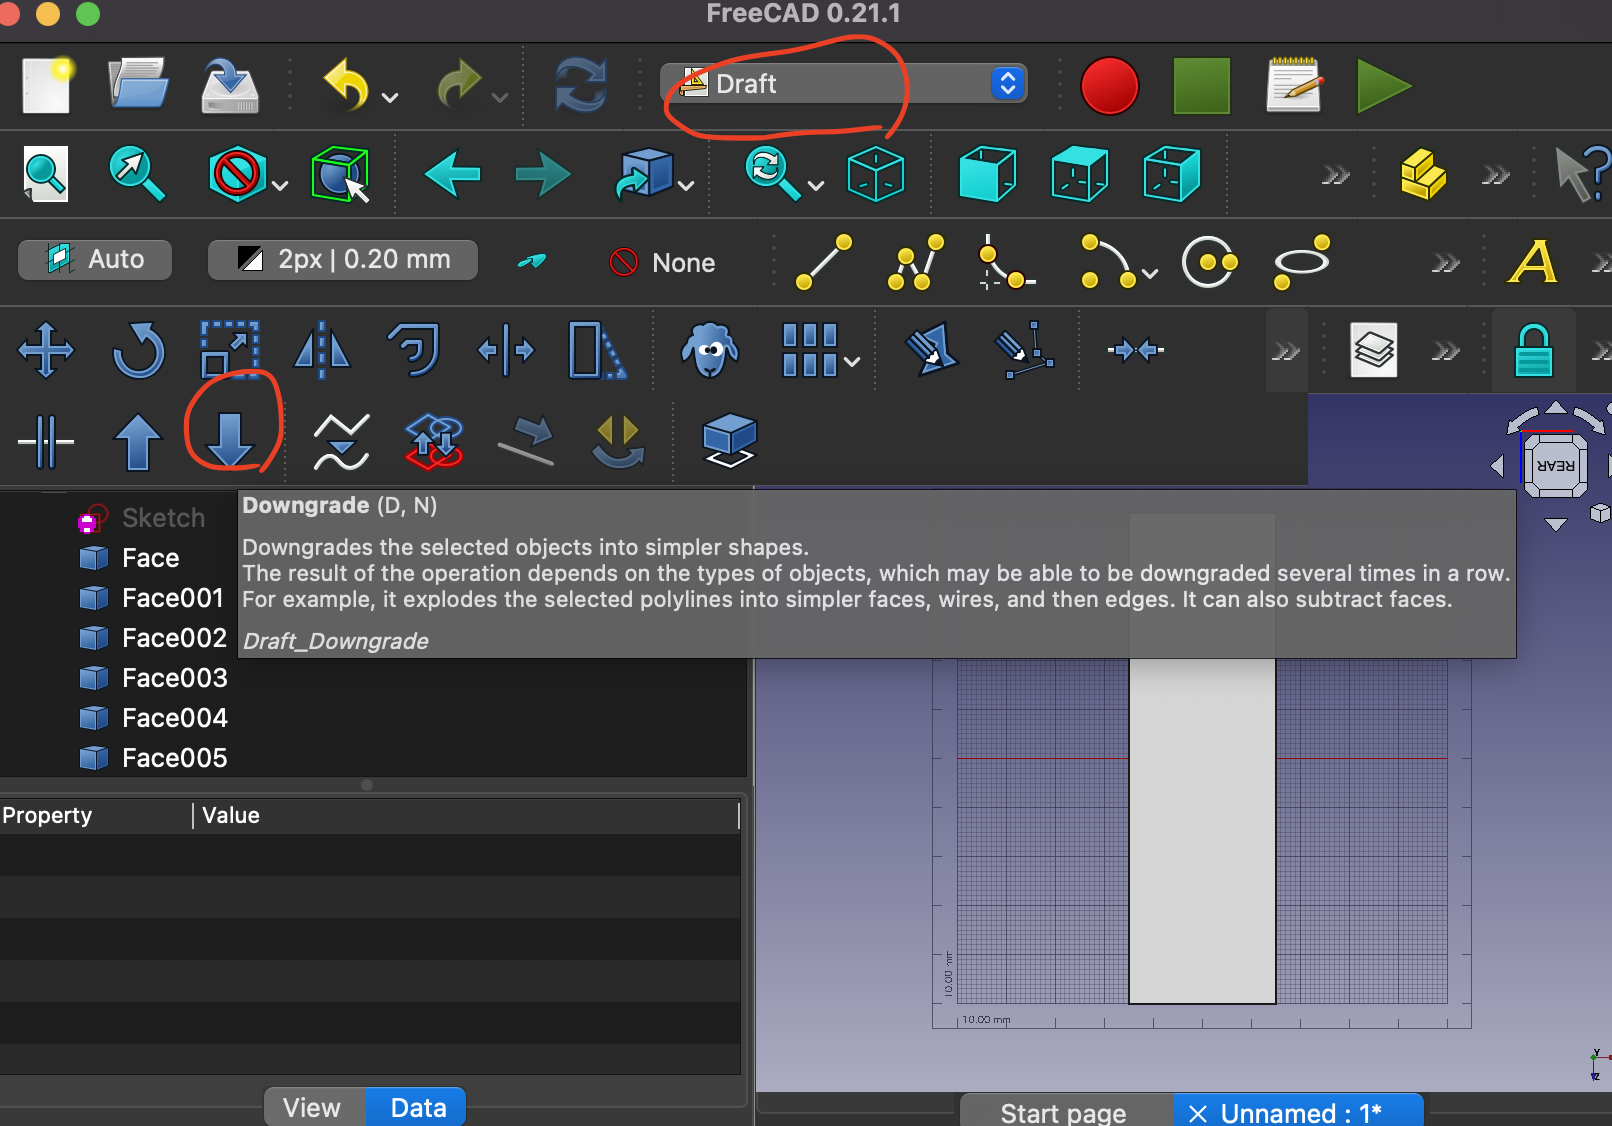 FreeCAD 0.21.1
Draft
Auto
2px | 0.20 mm
None
A
Downgrade (D, N)
Downgrades the selected objects into simpler shapes.
The result of the operation depends on the types of objects, which may be able to be downgraded several times in a row.
For example, it explodes the selected polylines into simpler faces, wires, and then edges. It can also subtract faces.
Draft_Downgrade
Sketch
Face
Face001
Face002
Face003
Face004
Face005
REAR
Property
Value
10.00 mm
10.00 mm
Y
Z
View
Data
Start page
Unnamed : 1*